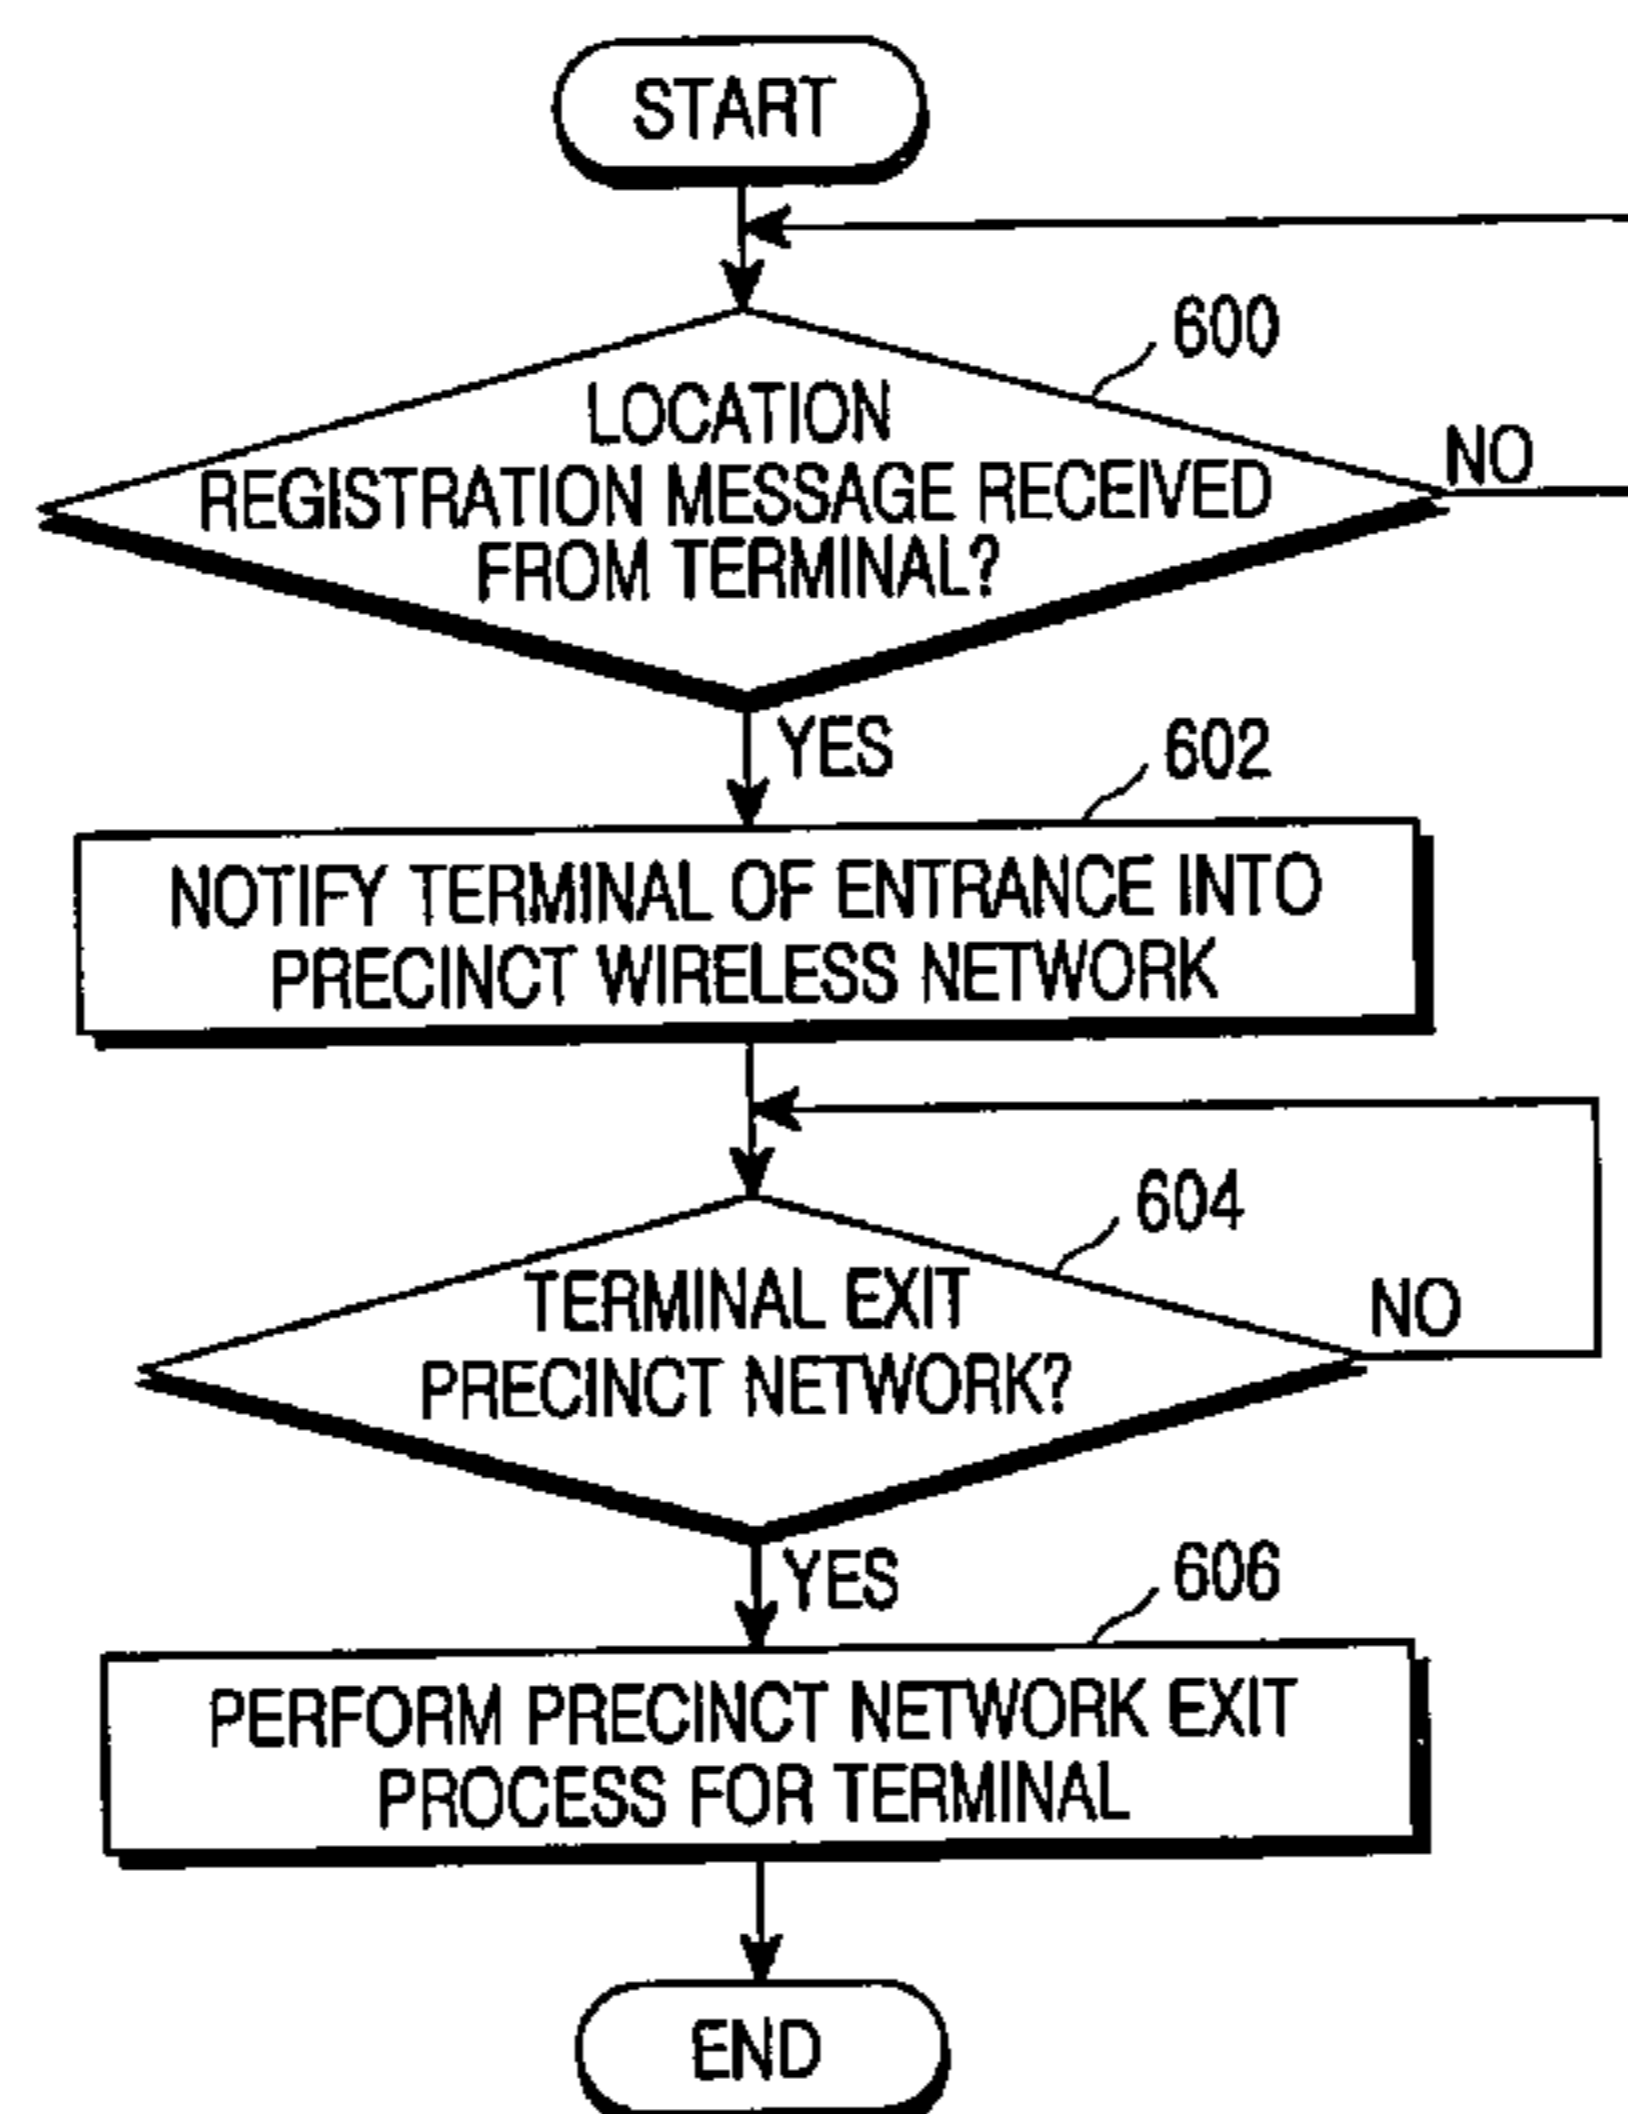 START
600
LOCATION
REGISTRATION MESSAGE RECEIVED
FROM TERMINAL?
NO
YES
602
NOTIFY TERMINAL OF ENTRANCE INTO
PRECINCT WIRELESS NETWORK
604
TERMINAL EXIT
PRECINCT NETWORK?
NO
YES
606
PERFORM PRECINCT NETWORK EXIT
PROCESS FOR TERMINAL
END